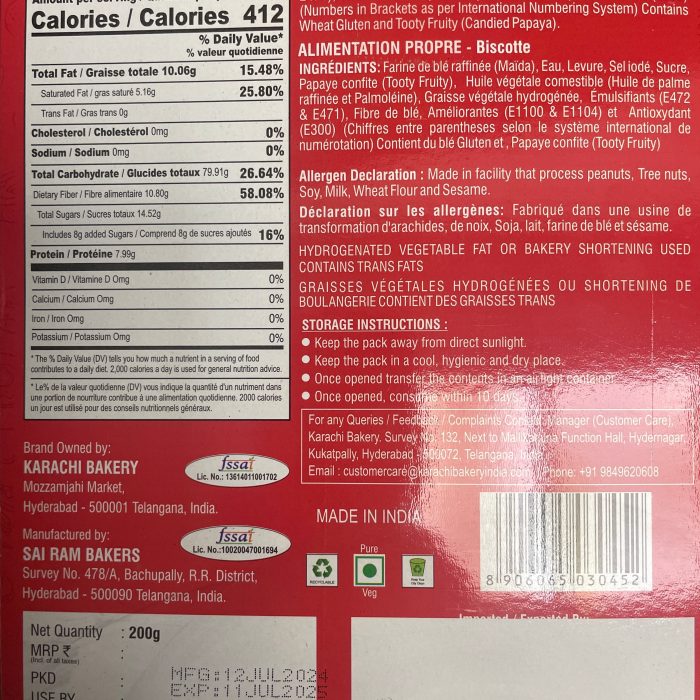 Calories / Calories 412
% Daily Value*
% valeur quotidienne
Total Fat / Graisse totale 10.06g 15.48%
Saturated Fat / gras saturé 5.16g 25.80%
Trans Fat / Gras trans 0g
Cholesterol / Cholestérol 0mg 0%
Sodium / Sodium 0mg 0%
Total Carbohydrate / Glucides totaux 79.91g 26.64%
Dietary Fiber / Fibre alimentaire 10.80g 58.08%
Total Sugars / Sucres totaux 14.52g
Includes 8g added Sugars / Comprend 8g de sucres ajoutés 16%
Protein / Protéine 7.99g
Vitamin D / Vitamine D 0mg 0%
Calcium / Calcium 0mg 0%
Iron / Iron 0mg 0%
Potassium / Potassium 0mg 0%
* The % Daily Value (DV) tells you how much a nutrient in a serving of food
contributes to a daily diet. 2,000 calories a day is used for general nutrition advice.
* Le% de la valeur quotidienne (DV) vous indique la quantité d'un nutriment dans
une portion de nourriture contribue à une alimentation quotidienne. 2000 calories
un jour est utilisé pour des conseils nutritionnels généraux.
(Numbers in Brackets as per International Numbering System) Contains
Wheat Gluten and Tooty Fruity (Candied Papaya).
ALIMENTATION PROPRE - Biscotte
INGRÉDIENTS: Farine de blé raffinée (Maïda), Eau, Levure, Sel iodé, Sucre,
Papaye confite (Tooty Fruity), Huile végétale comestible (Huile de palme
raffinée et Palmoléine), Graisse végétale hydrogénée, Émulsifiants (E472
& E471), Fibre de blé, Améliorantes (E1100 & E1104) et Antioxydant
(E300) (Chiffres entre parentheses selon le système international de
numérotation) Contient du blé Gluten et , Papaye confite (Tooty Fruity)
Allergen Declaration : Made in facility that process peanuts, Tree nuts,
Soy, Milk, Wheat Flour and Sesame.
Déclaration sur les allergènes: Fabriqué dans une usine de
transformation d'arachides, de noix, Soja, lait, farine de blé et sésame.
HYDROGENATED VEGETABLE FAT OR BAKERY SHORTENING USED
CONTAINS TRANS FATS
GRAISSES VÉGÉTALES HYDROGÉNÉES OU SHORTENING DE
BOULANGERIE CONTIENT DES GRAISSES TRANS
STORAGE INSTRUCTIONS :
● Keep the pack away from direct sunlight.
● Keep the pack in a cool, hygienic and dry place.
● Once opened transfer the contents in an air tight container
● Once opened, consume within 10 days
For any Queries / Feedback / Complaints Contact: Manager (Customer Care),
Karachi Bakery. Survey No. 132, Next to Function Hall, Hydernagar,
Kukatpally, Hyderabad - 500072, Telangana, India.
Email : customercare@karachibakeryindia.com Phone: +91 9849620608
Brand Owned by:
KARACHI BAKERY
Mozzamjahi Market,
Hyderabad - 500001 Telangana, India.
fssai
Lic. No.: 13614011001702
Manufactured by:
SAI RAM BAKERS
Survey No. 478/A, Bachupally, R.R. District,
Hyderabad - 500090 Telangana, India.
fssai
Lic. No.:10020047001694
MADE IN INDIA
RECYCLABLE
Pure
Veg
Keep Your
City Clean
8 906065 030452
Net Quantity : 200g
MRP ₹
(Incl. of all taxes)
PKD MFG:12JUL2024
USE BY EXP:11JUL2025
Imported / Exported By